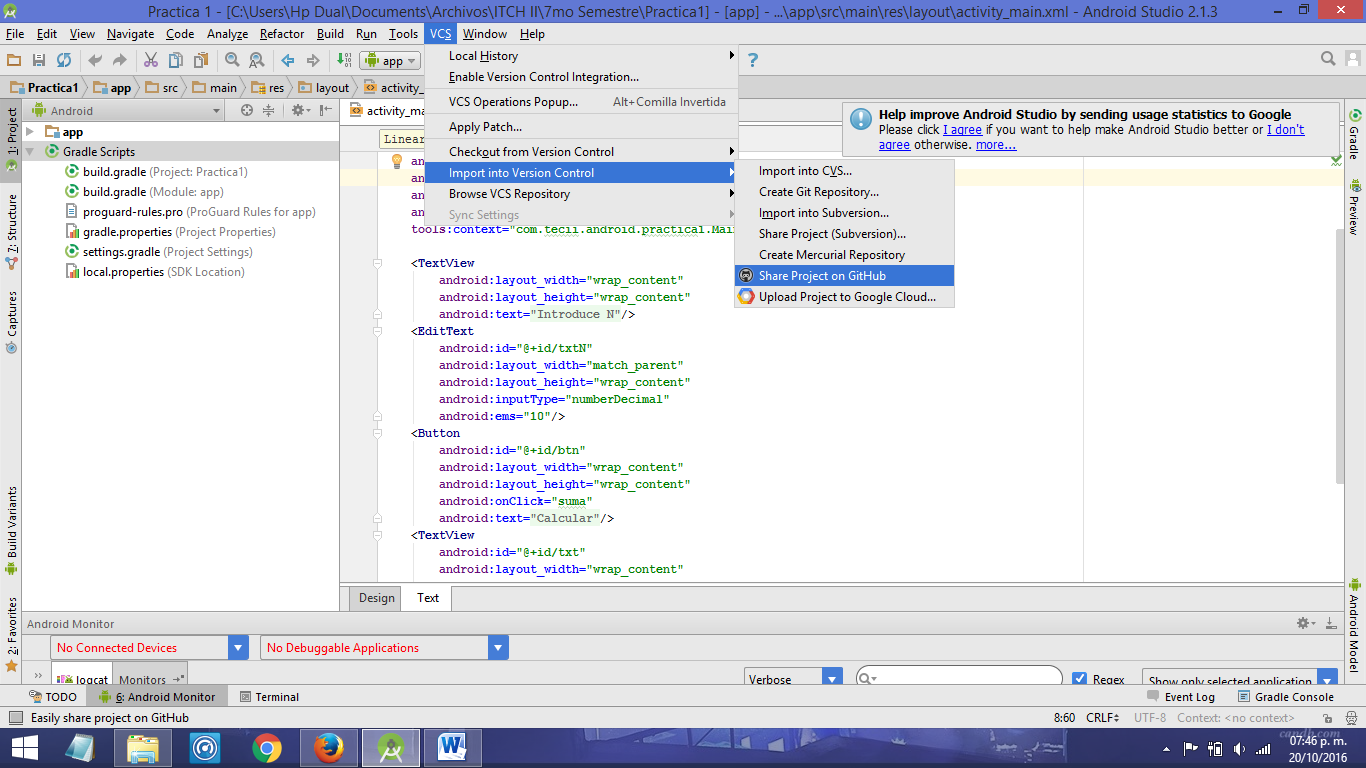 Practica 1 - [C:\Users\Hp Dual\Documents\Archivos\ITCH II\7mo Semestre\Practica1] - [app] - ...\app\src\main\res\layout\activity_main.xml - Android Studio 2.1.3
File Edit View Navigate Code Analyze Refactor Build Run Tools VCS Window Help
app
Practica1 app src main res layout activity_
Android
activity_ma
1: Project
7: Structure
Captures
Build Variants
2: Favorites
app
Gradle Scripts
build.gradle (Project: Practica1)
build.gradle (Module: app)
proguard-rules.pro (ProGuard Rules for app)
gradle.properties (Project Properties)
settings.gradle (Project Settings)
local.properties (SDK Location)
Local History
Enable Version Control Integration...
VCS Operations Popup... Alt+Comilla Invertida
Apply Patch...
Checkout from Version Control
Import into Version Control
Browse VCS Repository
Sync Settings
Import into CVS...
Create Git Repository...
Import into Subversion...
Share Project (Subversion)...
Create Mercurial Repository
Share Project on GitHub
Upload Project to Google Cloud...
Help improve Android Studio by sending usage statistics to Google
Please click I agree if you want to help make Android Studio better or I don't
agree otherwise. more...
Linear
an
an
an
an
tools:context="com.tecii.android.practica1.Mai
<TextView
android:layout_width="wrap_content"
android:layout_height="wrap_content"
android:text="Introduce N"/>
<EditText
android:id="@+id/txtN"
android:layout_width="match_parent"
android:layout_height="wrap_content"
android:inputType="numberDecimal"
android:ems="10"/>
<Button
android:id="@+id/btn"
android:layout_width="wrap_content"
android:layout_height="wrap_content"
android:onClick="suma"
android:text="Calcular"/>
<TextView
android:id="@+id/txt"
android:layout_width="wrap_content"
Design Text
Gradle
Preview
Android Model
Android Monitor
No Connected Devices No Debuggable Applications
logcat Monitors Verbose Regex Show only selected application
TODO 6: Android Monitor Terminal Event Log Gradle Console
Easily share project on GitHub 8:60 CRLF UTF-8 Context: <no context>
07:46 p. m.
20/10/2016